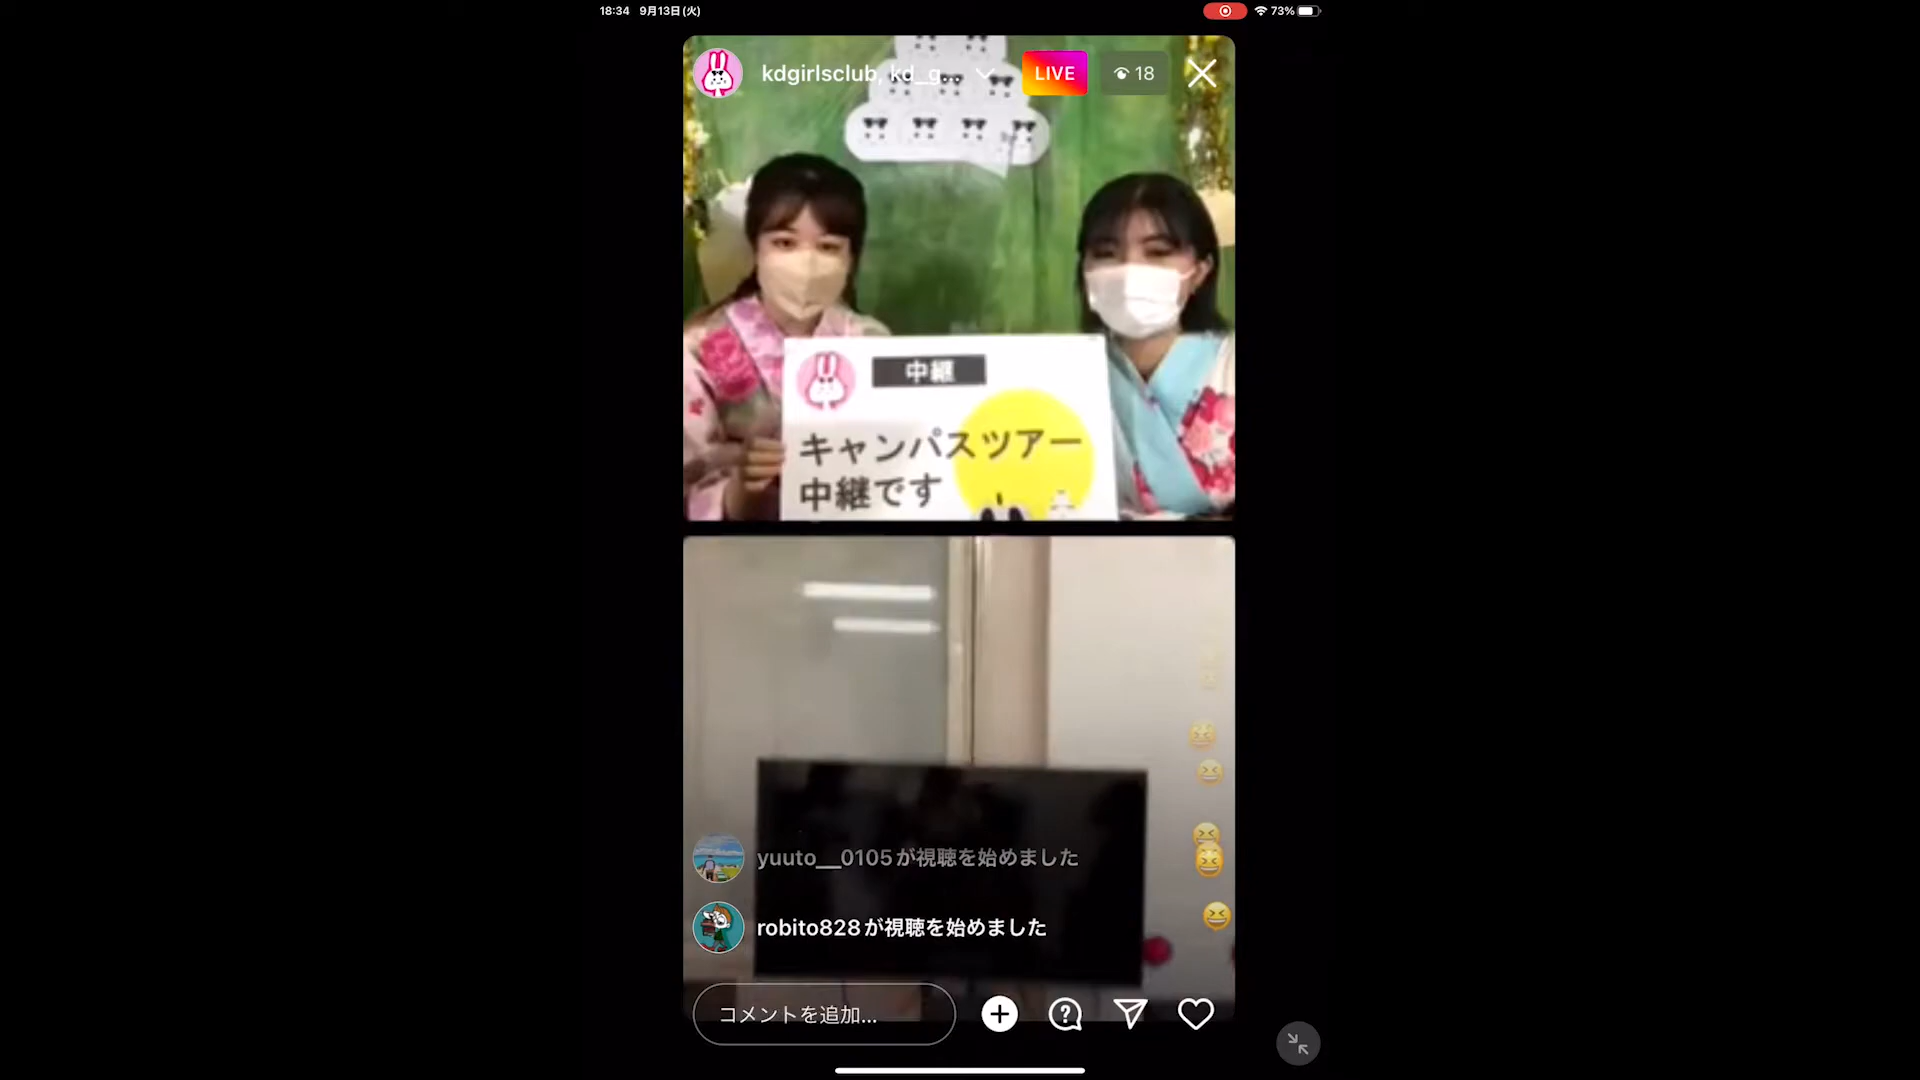 18:34 9月13日(火)
73%
kdgirlsclub, kd_g...
LIVE
18
中継
キャンパスツアー
中継です
yuuto__0105が視聴を始めました
robito828が視聴を始めました
コメントを追加...